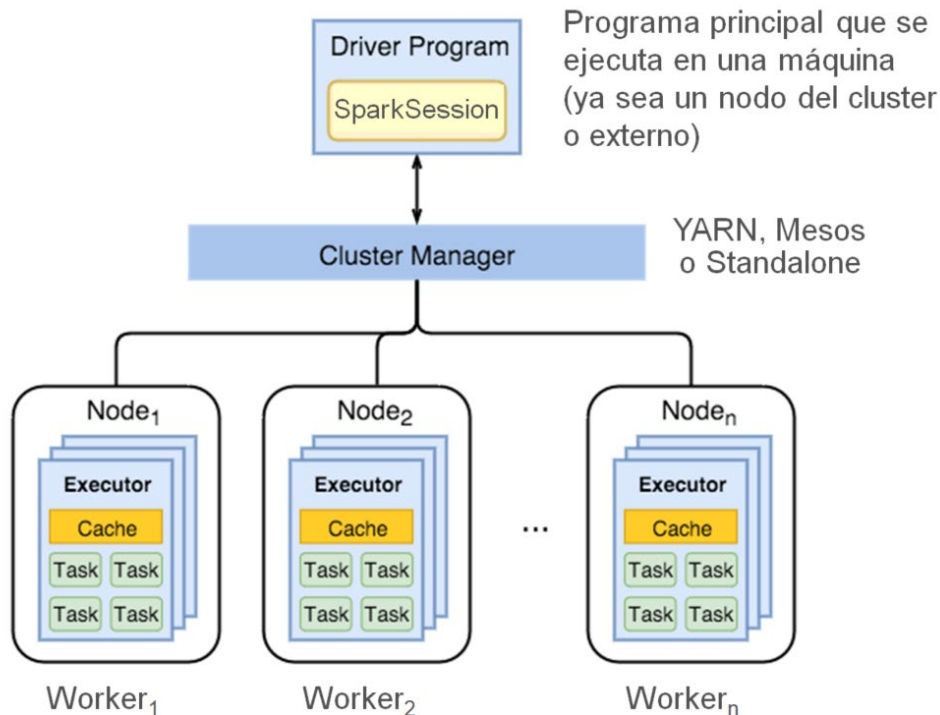 Driver Program
SparkSession
Programa principal que se
ejecuta en una máquina
(ya sea un nodo del cluster
o externo)
Cluster Manager
YARN, Mesos
o Standalone
Node₁
Executor
Cache
Task Task
Task Task
Worker₁
Node₂
Executor
Cache
Task Task
Task Task
Worker₂
...
Nodeₙ
Executor
Cache
Task Task
Task Task
Workerₙ